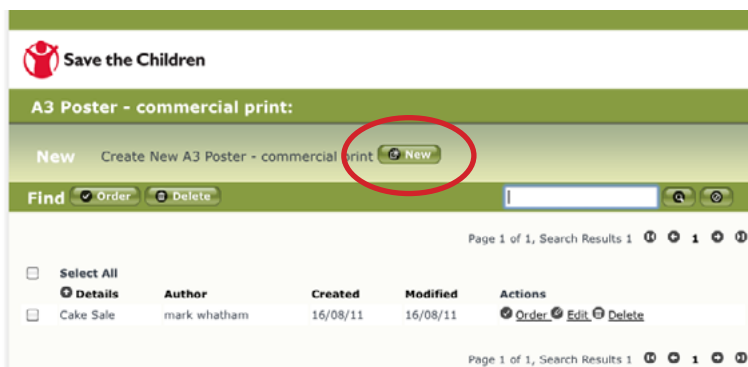 Save the Children
A3 Poster - commercial print:
New Create New A3 Poster - commercial print New
Find Order Delete
Page 1 of 1, Search Results 1 1
Select All
Details Author Created Modified Actions
Cake Sale mark whatham 16/08/11 16/08/11 Order Edit Delete
Page 1 of 1, Search Results 1 1